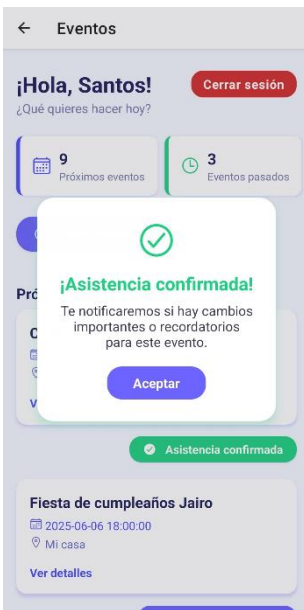 Eventos
¡Hola, Santos!
Cerrar sesión
¿Qué quieres hacer hoy?
9
Próximos eventos
3
Eventos pasados
¡Asistencia confirmada!
Te notificaremos si hay cambios
importantes o recordatorios
para este evento.
Aceptar
Asistencia confirmada
Fiesta de cumpleaños Jairo
2025-06-06 18:00:00
Mi casa
Ver detalles